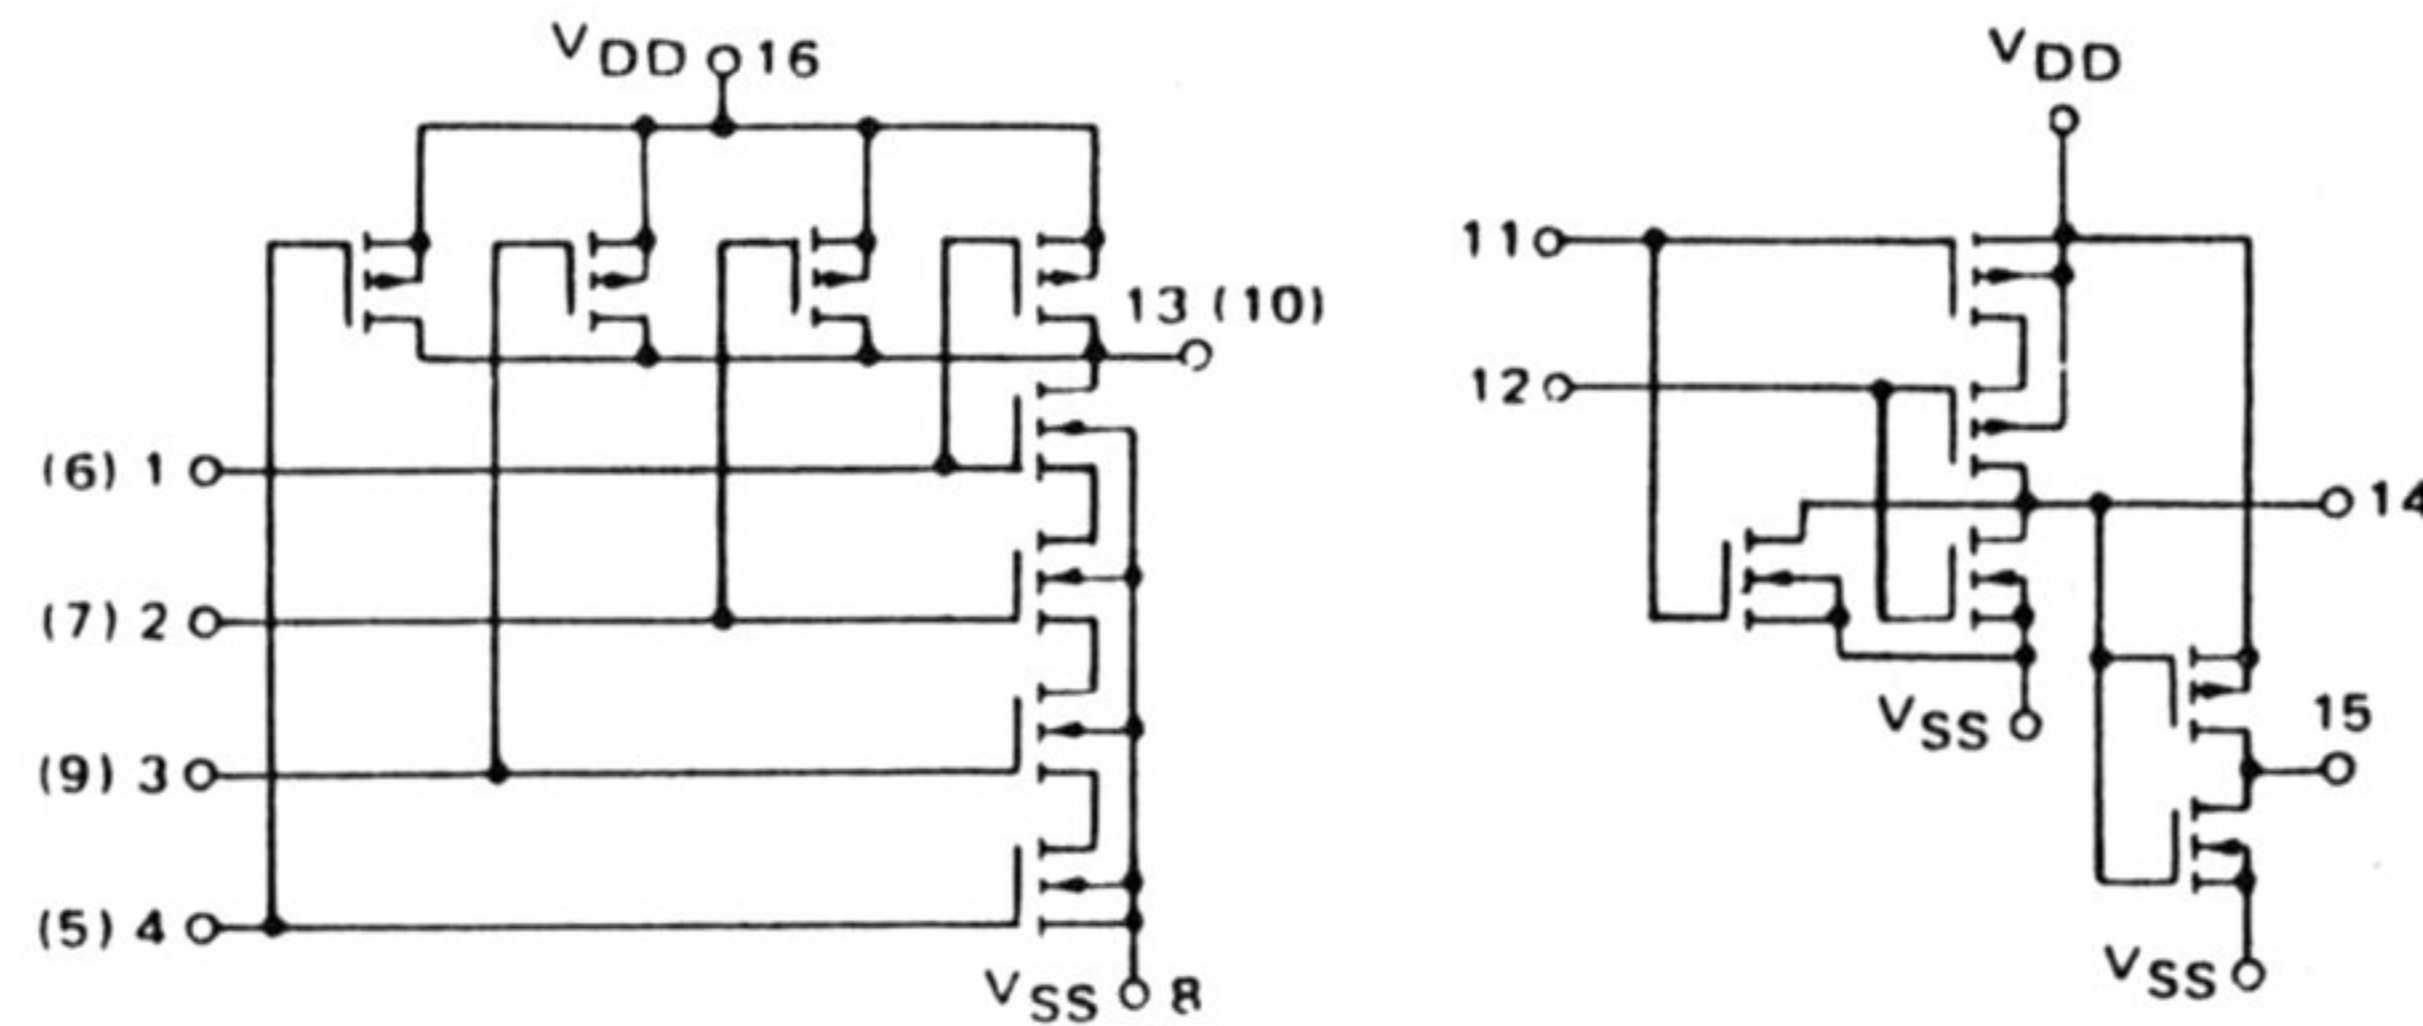 VDD 16
13 (10)
(6) 1
(7) 2
(9) 3
(5) 4
VSS 8
VDD
11
12
14
VSS
15
VSS